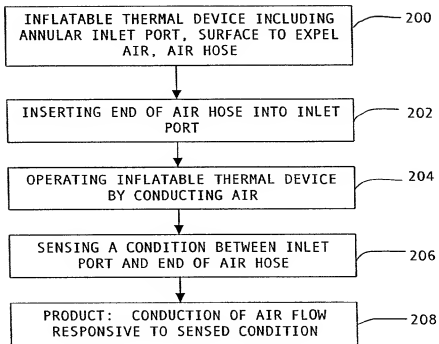 INFLATABLE THERMAL DEVICE INCLUDING
ANNULAR INLET PORT, SURFACE TO EXPEL
AIR, AIR HOSE
200
INSERTING END OF AIR HOSE INTO INLET
PORT
202
OPERATING INFLATABLE THERMAL DEVICE
BY CONDUCTING AIR
204
SENSING A CONDITION BETWEEN INLET
PORT AND END OF AIR HOSE
206
PRODUCT: CONDUCTION OF AIR FLOW
RESPONSIVE TO SENSED CONDITION
208